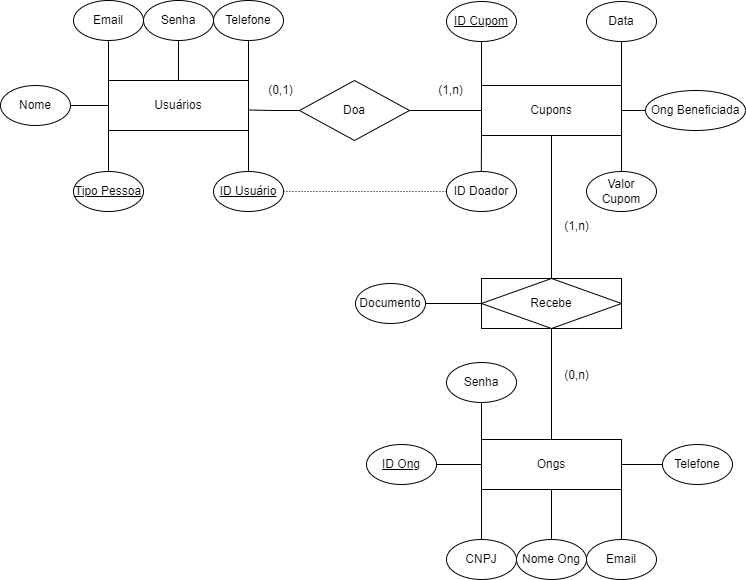 Email
Senha
Telefone
ID Cupom
Data
Nome
Usuários
(0,1)
Doa
(1,n)
Cupons
Ong Beneficiada
Tipo Pessoa
ID Usuário
ID Doador
Valor
Cupom
(1,n)
Documento
Recebe
(0,n)
Senha
ID Ong
Ongs
Telefone
CNPJ
Nome Ong
Email